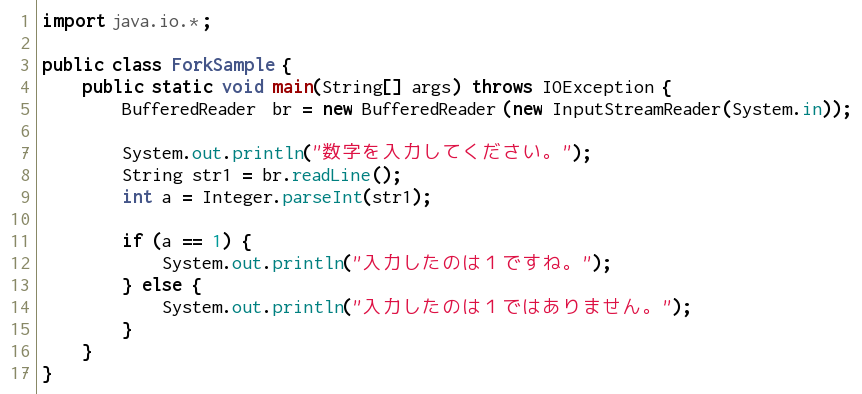 1 import java.io.*;
2
3 public class ForkSample {
4     public static void main(String[] args) throws IOException {
5         BufferedReader br = new BufferedReader (new InputStreamReader(System.in));
6
7         System.out.println("数字を入力してください。");
8         String str1 = br.readLine();
9         int a = Integer.parseInt(str1);
10
11         if (a == 1) {
12             System.out.println("入力したのは１ですね。");
13         } else {
14             System.out.println("入力したのは１ではありません。");
15         }
16     }
17 }